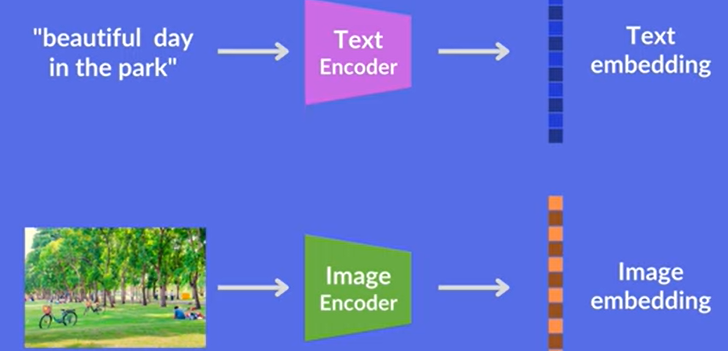 "beautiful day
in the park"
Text
Encoder
Text
embedding
Image
Encoder
Image
embedding